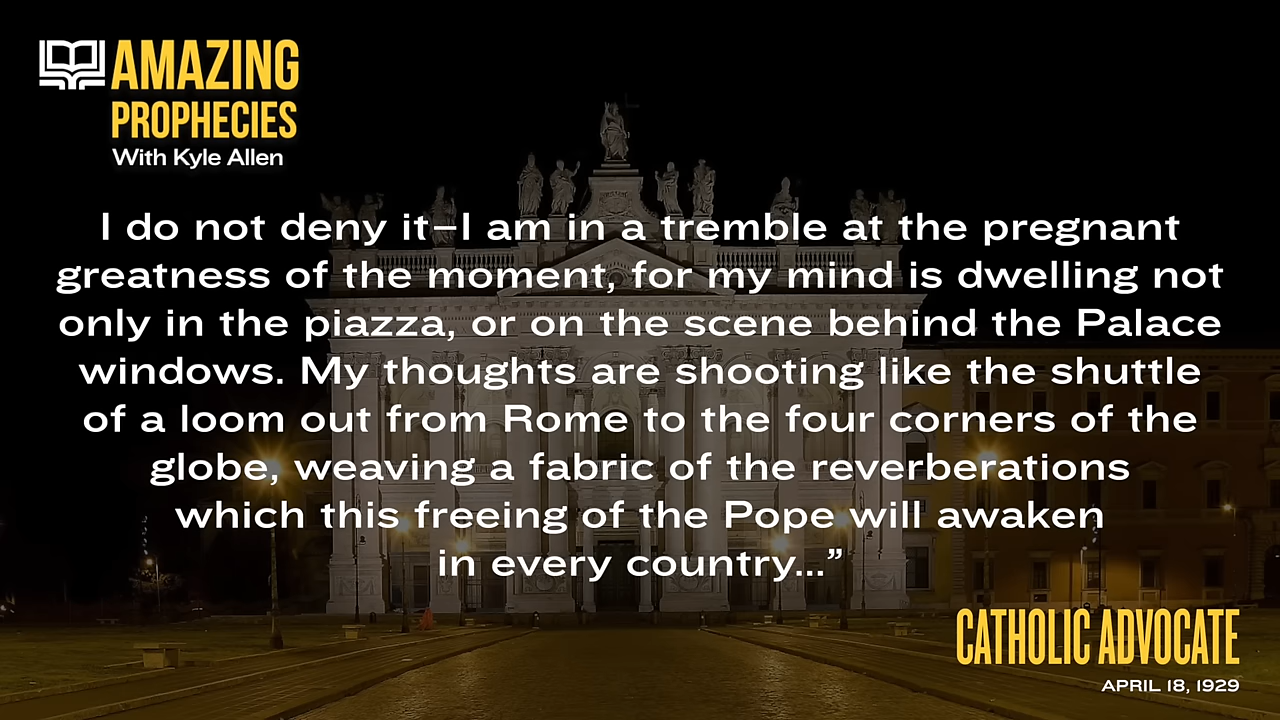 AMAZING
PROPHECIES
With Kyle Allen
I do not deny it–I am in a tremble at the pregnant
greatness of the moment, for my mind is dwelling not
only in the piazza, or on the scene behind the Palace
windows. My thoughts are shooting like the shuttle
of a loom out from Rome to the four corners of the
globe, weaving a fabric of the reverberations
which this freeing of the Pope will awaken
in every country...”
CATHOLIC ADVOCATE
APRIL 18, 1929